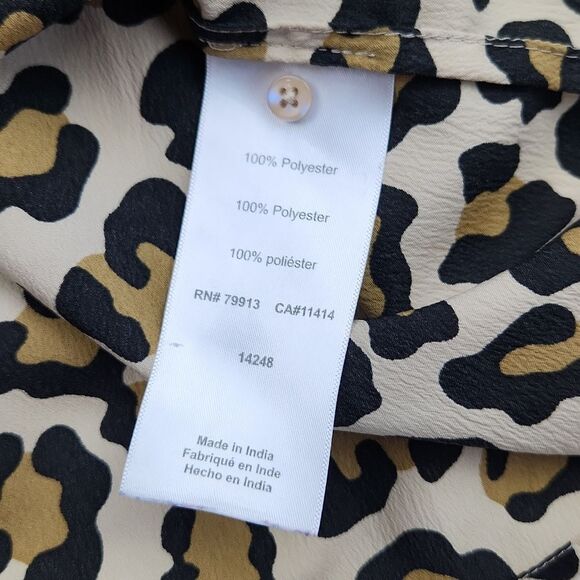 100% Polyester
100% Polyester
100% poliéster
RN# 79913 CA#11414
14248
Made in India
Fabriqué en Inde
Hecho en India